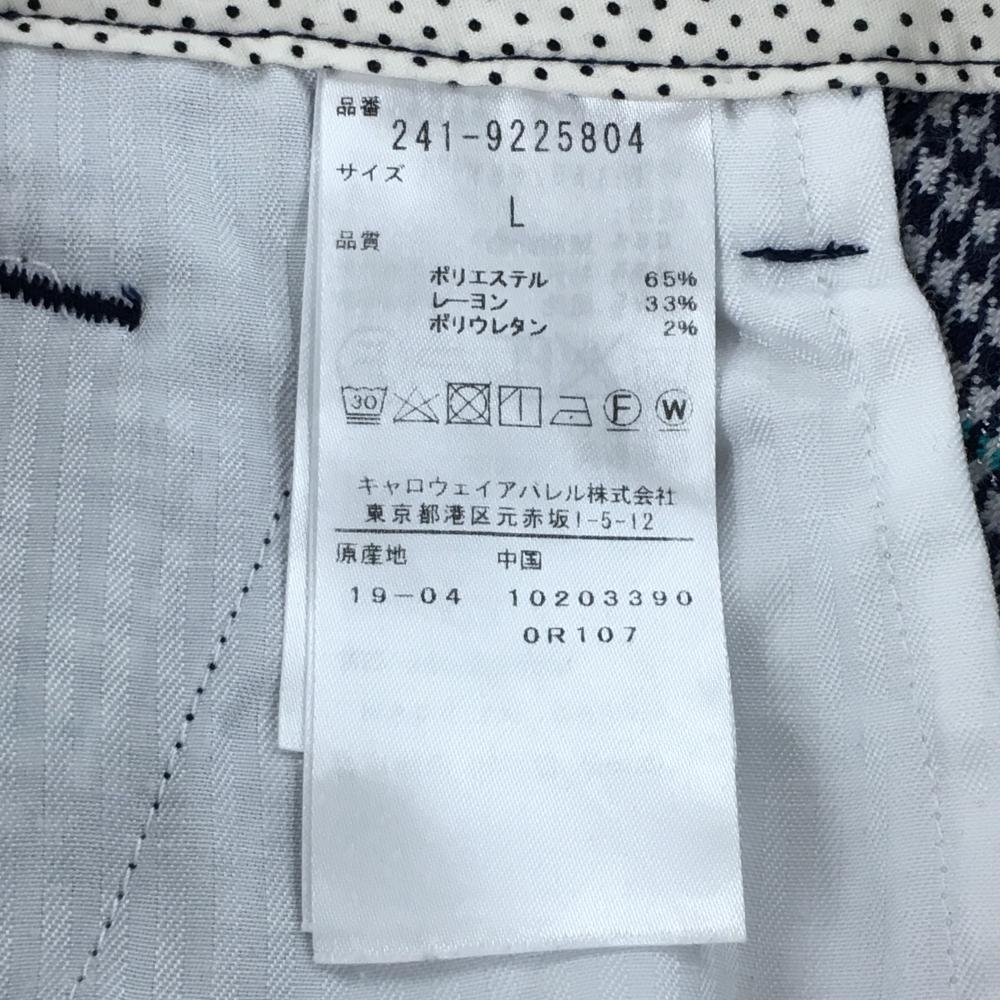 品番
241-9225804
サイズ
L
品質
ポリエステル 65%
レーヨン 33%
ポリウレタン 2%
30 F W
キャロウェイアパレル株式会社
東京都港区元赤坂1-5-12
原産地 中国
19-04 10203390
0R107